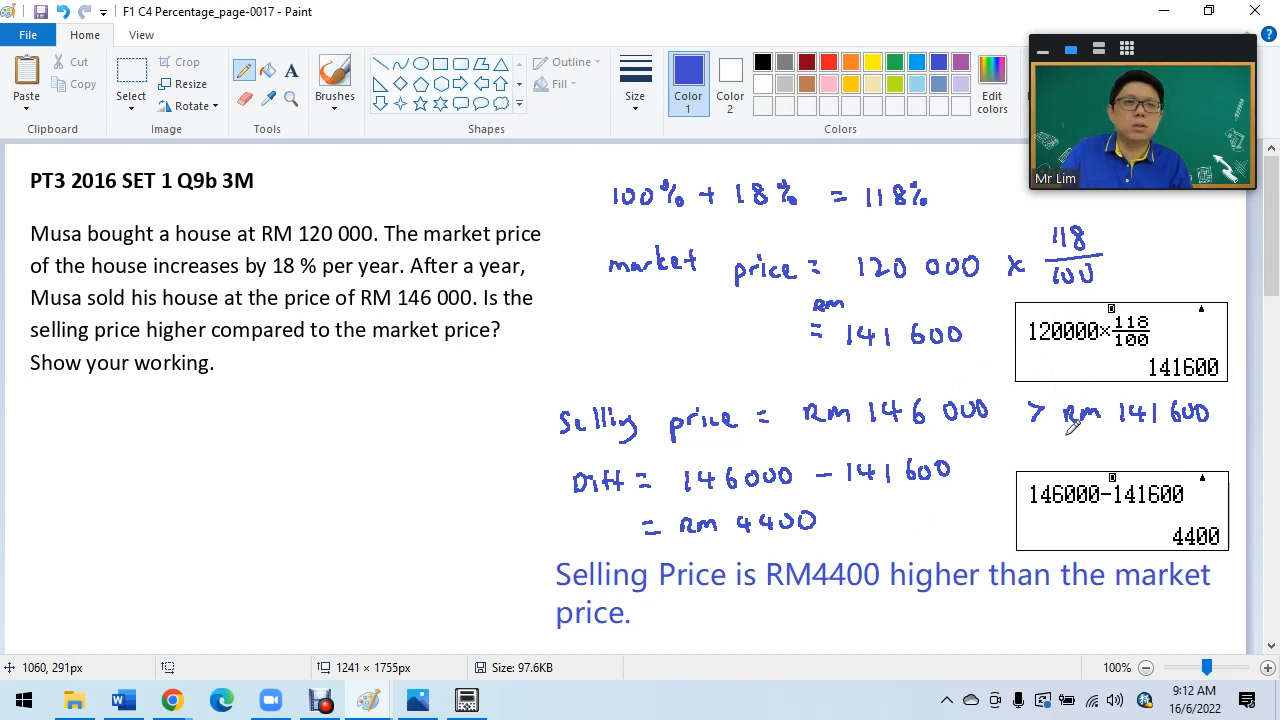 F1 C4 Percentage_page-0017 - Paint
File Home View
Paste Cut Copy Clipboard
Select Crop Resize Rotate Image
Tools
Brushes
Shapes Outline Fill
Size
Color 1 Color 2 Edit colors
Colors
Mr Lim
PT3 2016 SET 1 Q9b 3M
Musa bought a house at RM 120 000. The market price
of the house increases by 18 % per year. After a year,
Musa sold his house at the price of RM 146 000. Is the
selling price higher compared to the market price?
Show your working.
100% + 18% = 118%
market price = 120 000 × 118/100
= RM 141 600
120000×118/100
141600
Selling price = RM 146 000 > RM 141 600
Diff = 146000 - 141 600
= RM 4400
146000-141600
4400
Selling Price is RM4400 higher than the market
price.
1060, 291px 1241 × 1755px Size: 97.6KB 100%
9:12 AM
16/6/2022